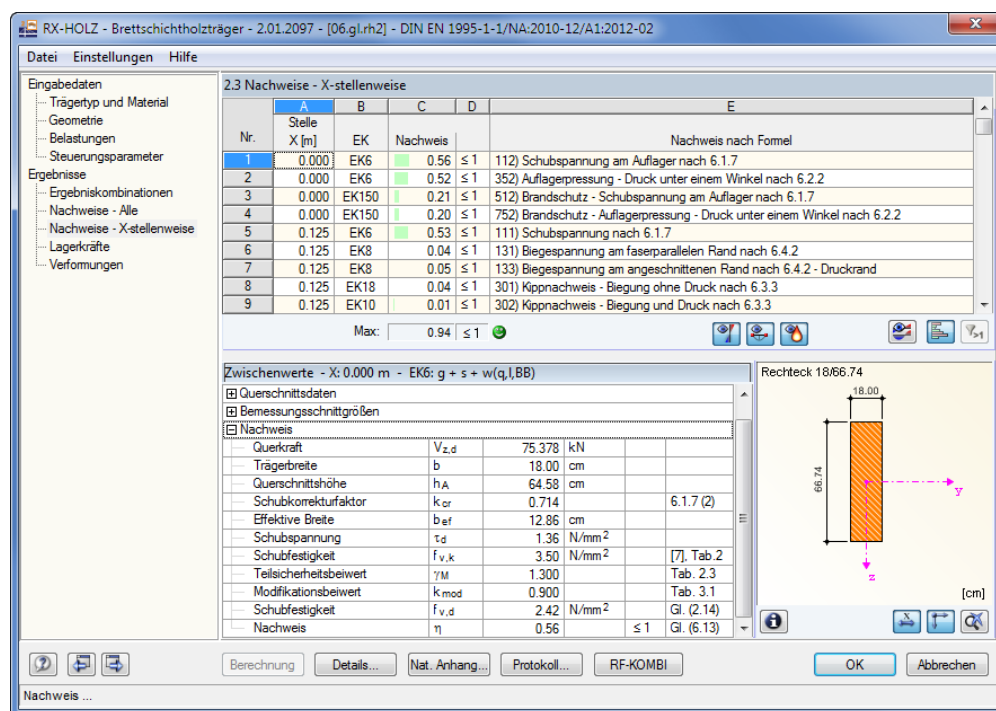 RX-HOLZ - Brettschichtholzträger - 2.01.2097 - [06.gl.rh2] - DIN EN 1995-1-1/NA:2010-12/A1:2012-02
Datei Einstellungen Hilfe
Eingabedaten
Trägertyp und Material
Geometrie
Belastungen
Steuerungsparameter
Ergebnisse
Ergebniskombinationen
Nachweise - Alle
Nachweise - X-stellenweise
Lagerkräfte
Verformungen
2.3 Nachweise - X-stellenweise
A B C D E
Stelle
Nr. X [m] EK Nachweis Nachweis nach Formel
1 0.000 EK6 0.56 ≤ 1 112) Schubspannung am Auflager nach 6.1.7
2 0.000 EK6 0.52 ≤ 1 352) Auflagerpressung - Druck unter einem Winkel nach 6.2.2
3 0.000 EK150 0.21 ≤ 1 512) Brandschutz - Schubspannung am Auflager nach 6.1.7
4 0.000 EK150 0.20 ≤ 1 752) Brandschutz - Auflagerpressung - Druck unter einem Winkel nach 6.2.2
5 0.125 EK6 0.53 ≤ 1 111) Schubspannung nach 6.1.7
6 0.125 EK8 0.04 ≤ 1 131) Biegespannung am faserparallelen Rand nach 6.4.2
7 0.125 EK8 0.05 ≤ 1 133) Biegespannung am angeschnittenen Rand nach 6.4.2 - Druckrand
8 0.125 EK18 0.04 ≤ 1 301) Kippnachweis - Biegung ohne Druck nach 6.3.3
9 0.125 EK10 0.01 ≤ 1 302) Kippnachweis - Biegung und Druck nach 6.3.3
Max: 0.94 ≤ 1
>1
Zwischenwerte - X: 0.000 m - EK6: g + s + w(q,l,BB)
Querschnittsdaten
Bemessungsschnittgrößen
Nachweis
Querkraft Vz,d 75.378 kN
Trägerbreite b 18.00 cm
Querschnittshöhe hA 64.58 cm
Schubkorrekturfaktor kcr 0.714 6.1.7 (2)
Effektive Breite bef 12.86 cm
Schubspannung τd 1.36 N/mm²
Schubfestigkeit fv,k 3.50 N/mm² [7], Tab.2
Teilsicherheitsbeiwert γM 1.300 Tab. 2.3
Modifikationsbeiwert kmod 0.900 Tab. 3.1
Schubfestigkeit fv,d 2.42 N/mm² Gl. (2.14)
Nachweis η 0.56 ≤ 1 Gl. (6.13)
Rechteck 18/66.74
18.00
66.74
y
z
[cm]
Berechnung Details... Nat. Anhang... Protokoll... RF-KOMBI OK Abbrechen
Nachweis ...